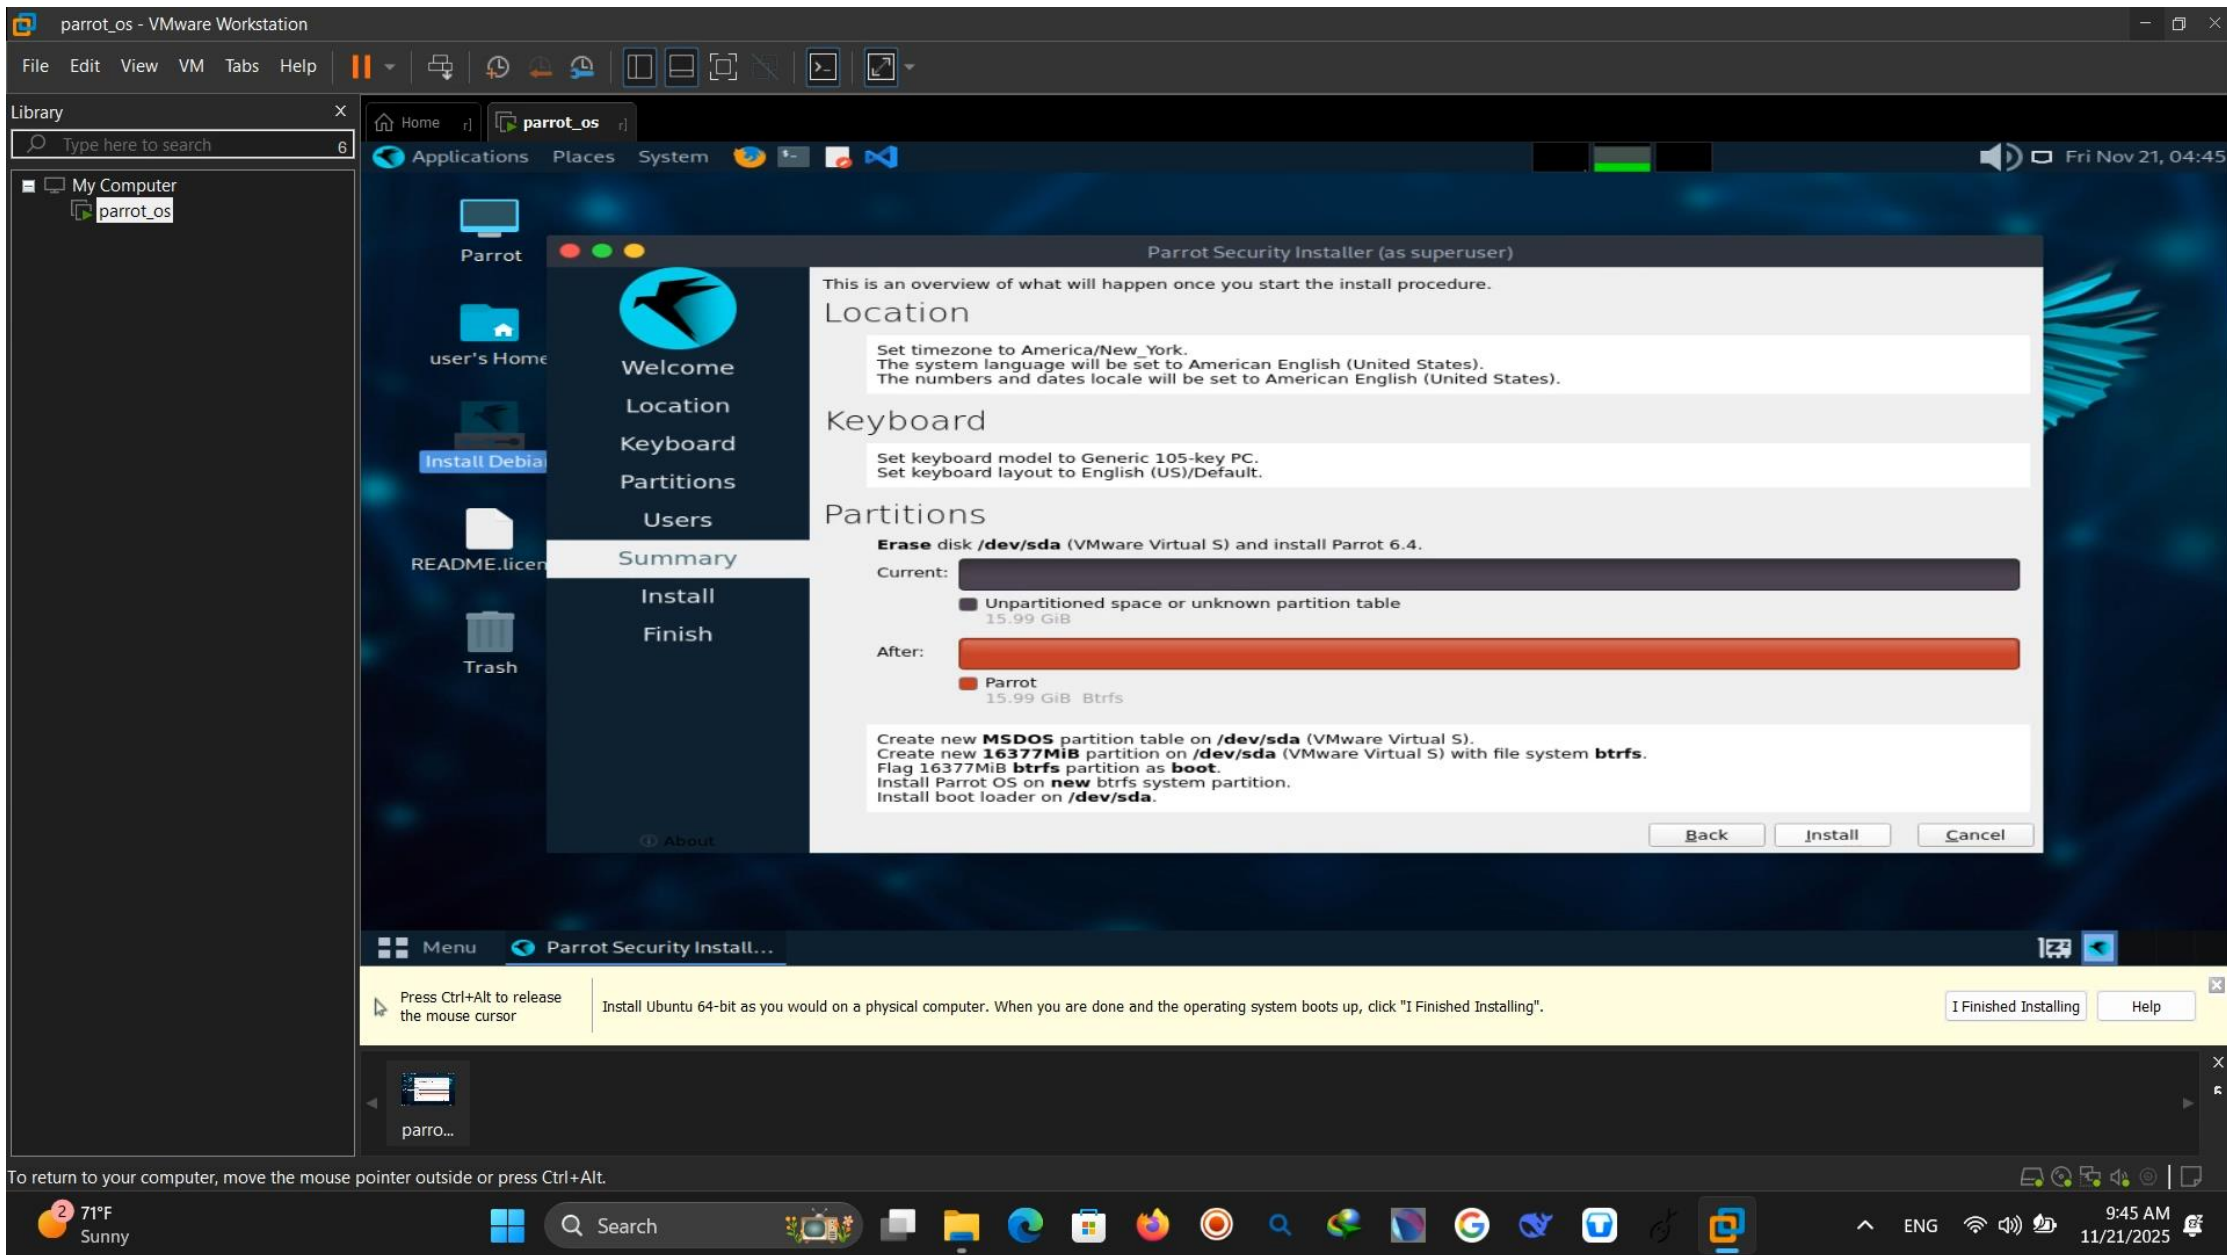 parrot_os - VMware Workstation
File Edit View VM Tabs Help
Library X
Type here to search
My Computer
parrot_os
Home
parrot_os
Applications Places System
Fri Nov 21, 04:45
Parrot
user's Home
Install Debia
README.licen
Trash
Parrot Security Installer (as superuser)
Welcome
Location
Keyboard
Partitions
Users
Summary
Install
Finish
About
This is an overview of what will happen once you start the install procedure.
Location
Set timezone to America/New_York.
The system language will be set to American English (United States).
The numbers and dates locale will be set to American English (United States).
Keyboard
Set keyboard model to Generic 105-key PC.
Set keyboard layout to English (US)/Default.
Partitions
Erase disk /dev/sda (VMware Virtual S) and install Parrot 6.4.
Current:
Unpartitioned space or unknown partition table
15.99 GiB
After:
Parrot
15.99 GiB Btrfs
Create new MSDOS partition table on /dev/sda (VMware Virtual S).
Create new 16377MiB partition on /dev/sda (VMware Virtual S) with file system btrfs.
Flag 16377MiB btrfs partition as boot.
Install Parrot OS on new btrfs system partition.
Install boot loader on /dev/sda.
Back Install Cancel
Menu Parrot Security Install...
Press Ctrl+Alt to release
the mouse cursor
Install Ubuntu 64-bit as you would on a physical computer. When you are done and the operating system boots up, click "I Finished Installing".
I Finished Installing Help
parro...
To return to your computer, move the mouse pointer outside or press Ctrl+Alt.
2 71°F
Sunny
Search
ENG
9:45 AM
11/21/2025